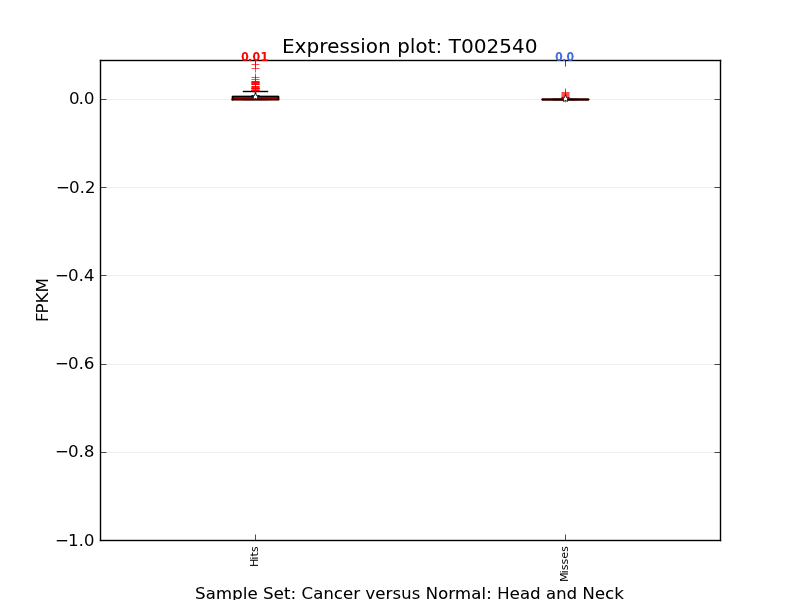 Expression plot: T002540
0.01
0.0
0.0
−0.2
−0.4
−0.6
−0.8
−1.0
FPKM
Hits
Misses
Sample Set: Cancer versus Normal: Head and Neck